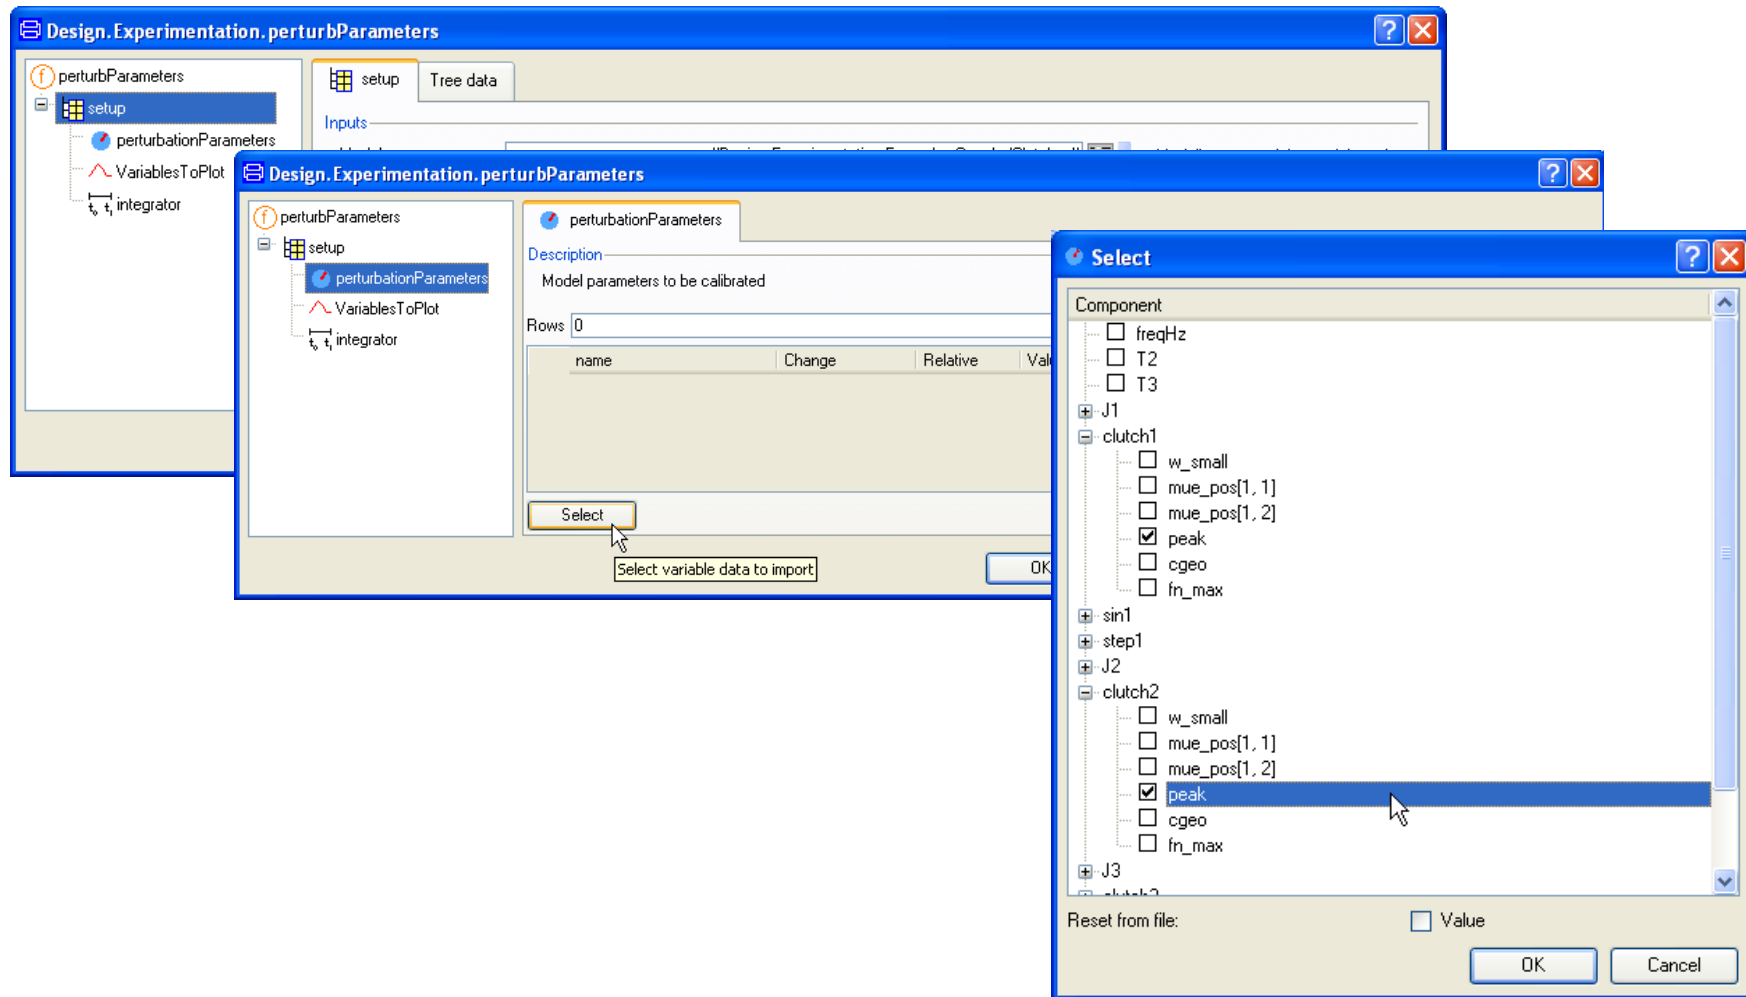 Design.Experimentation.perturbParameters
perturbParameters
setup
perturbationParameters
VariablesToPlot
integrator
setup
Tree data
Inputs
Design.Experimentation.perturbParameters
perturbParameters
setup
perturbationParameters
VariablesToPlot
integrator
perturbationParameters
Description
Model parameters to be calibrated
Rows 0
name Change Relative
Select
Select variable data to import
OK
Select
Component
freqHz
T2
T3
J1
clutch1
w_small
mue_pos[1, 1]
mue_pos[1, 2]
peak
cgeo
fn_max
sin1
step1
J2
clutch2
w_small
mue_pos[1, 1]
mue_pos[1, 2]
peak
cgeo
fn_max
J3
Reset from file: Value
OK Cancel